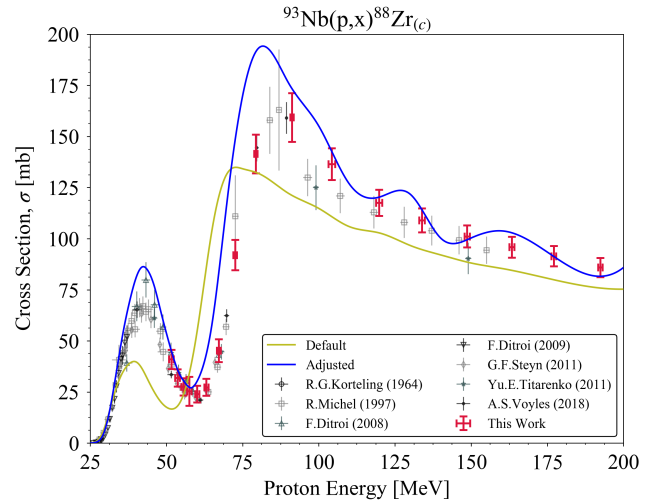 ⁹³Nb(p,x)⁸⁸Zr₍c₎
200
175
150
125
100
75
50
25
0
Cross Section, σ [mb]
Default
Adjusted
R.G.Korteling (1964)
R.Michel (1997)
F.Ditroi (2008)
F.Ditroi (2009)
G.F.Steyn (2011)
Yu.E.Titarenko (2011)
A.S.Voyles (2018)
This Work
25 50 75 100 125 150 175 200
Proton Energy [MeV]